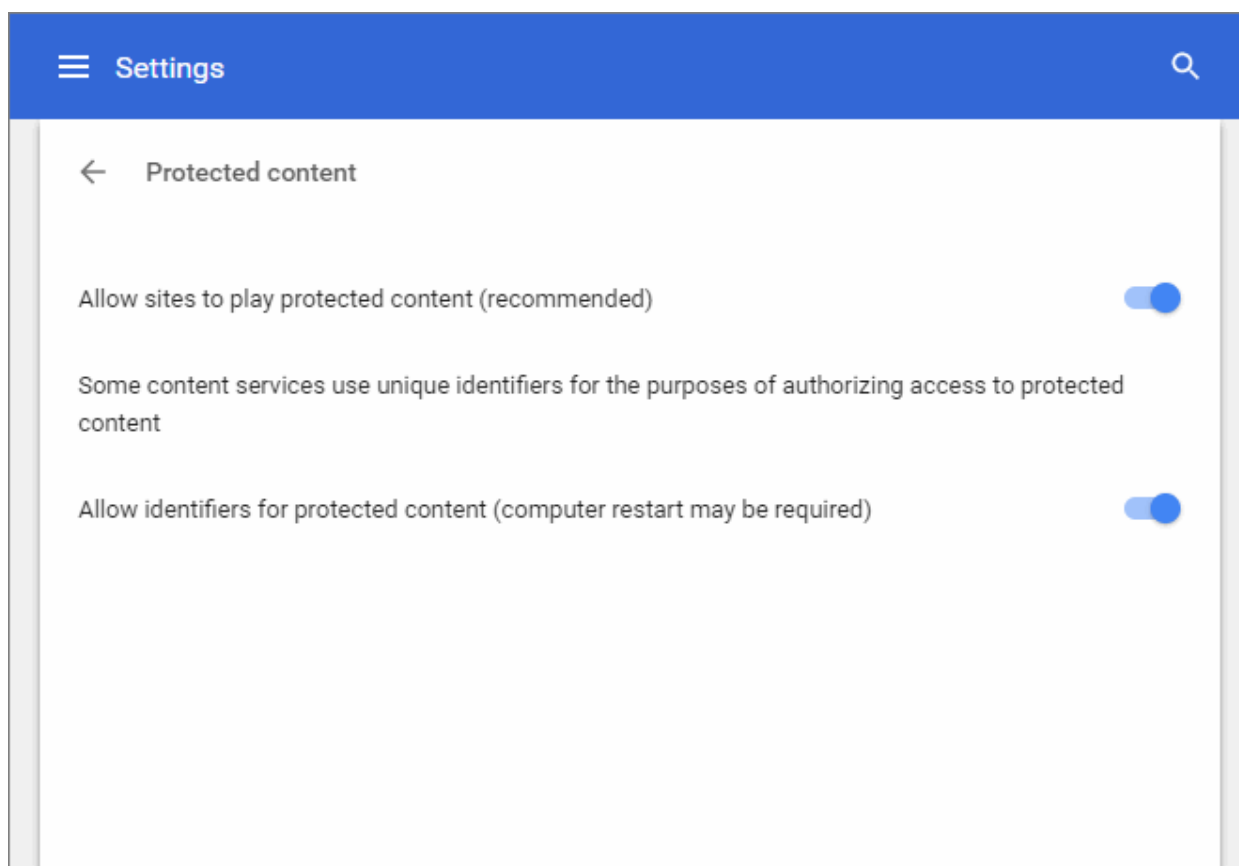 Settings
Protected content
Allow sites to play protected content (recommended)
Some content services use unique identifiers for the purposes of authorizing access to protected
content
Allow identifiers for protected content (computer restart may be required)